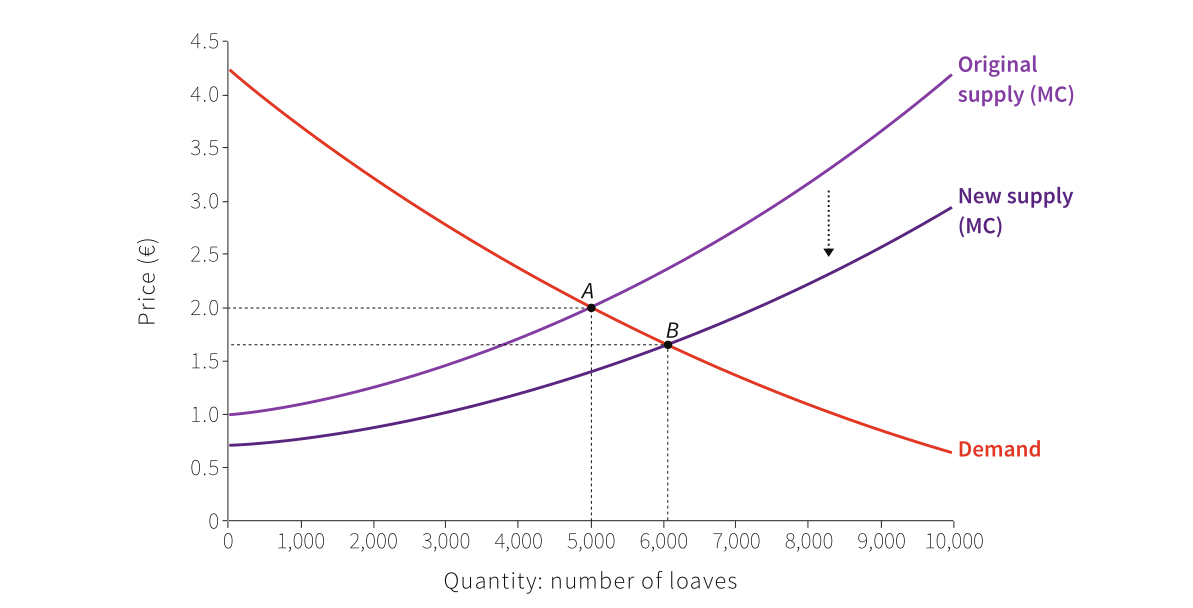 4.5
4.0
3.5
3.0
2.5
2.0
1.5
1.0
0.5
0
Price (€)
Original
supply (MC)
New supply
(MC)
A
B
Demand
0 1,000 2,000 3,000 4,000 5,000 6,000 7,000 8,000 9,000 10,000
Quantity: number of loaves